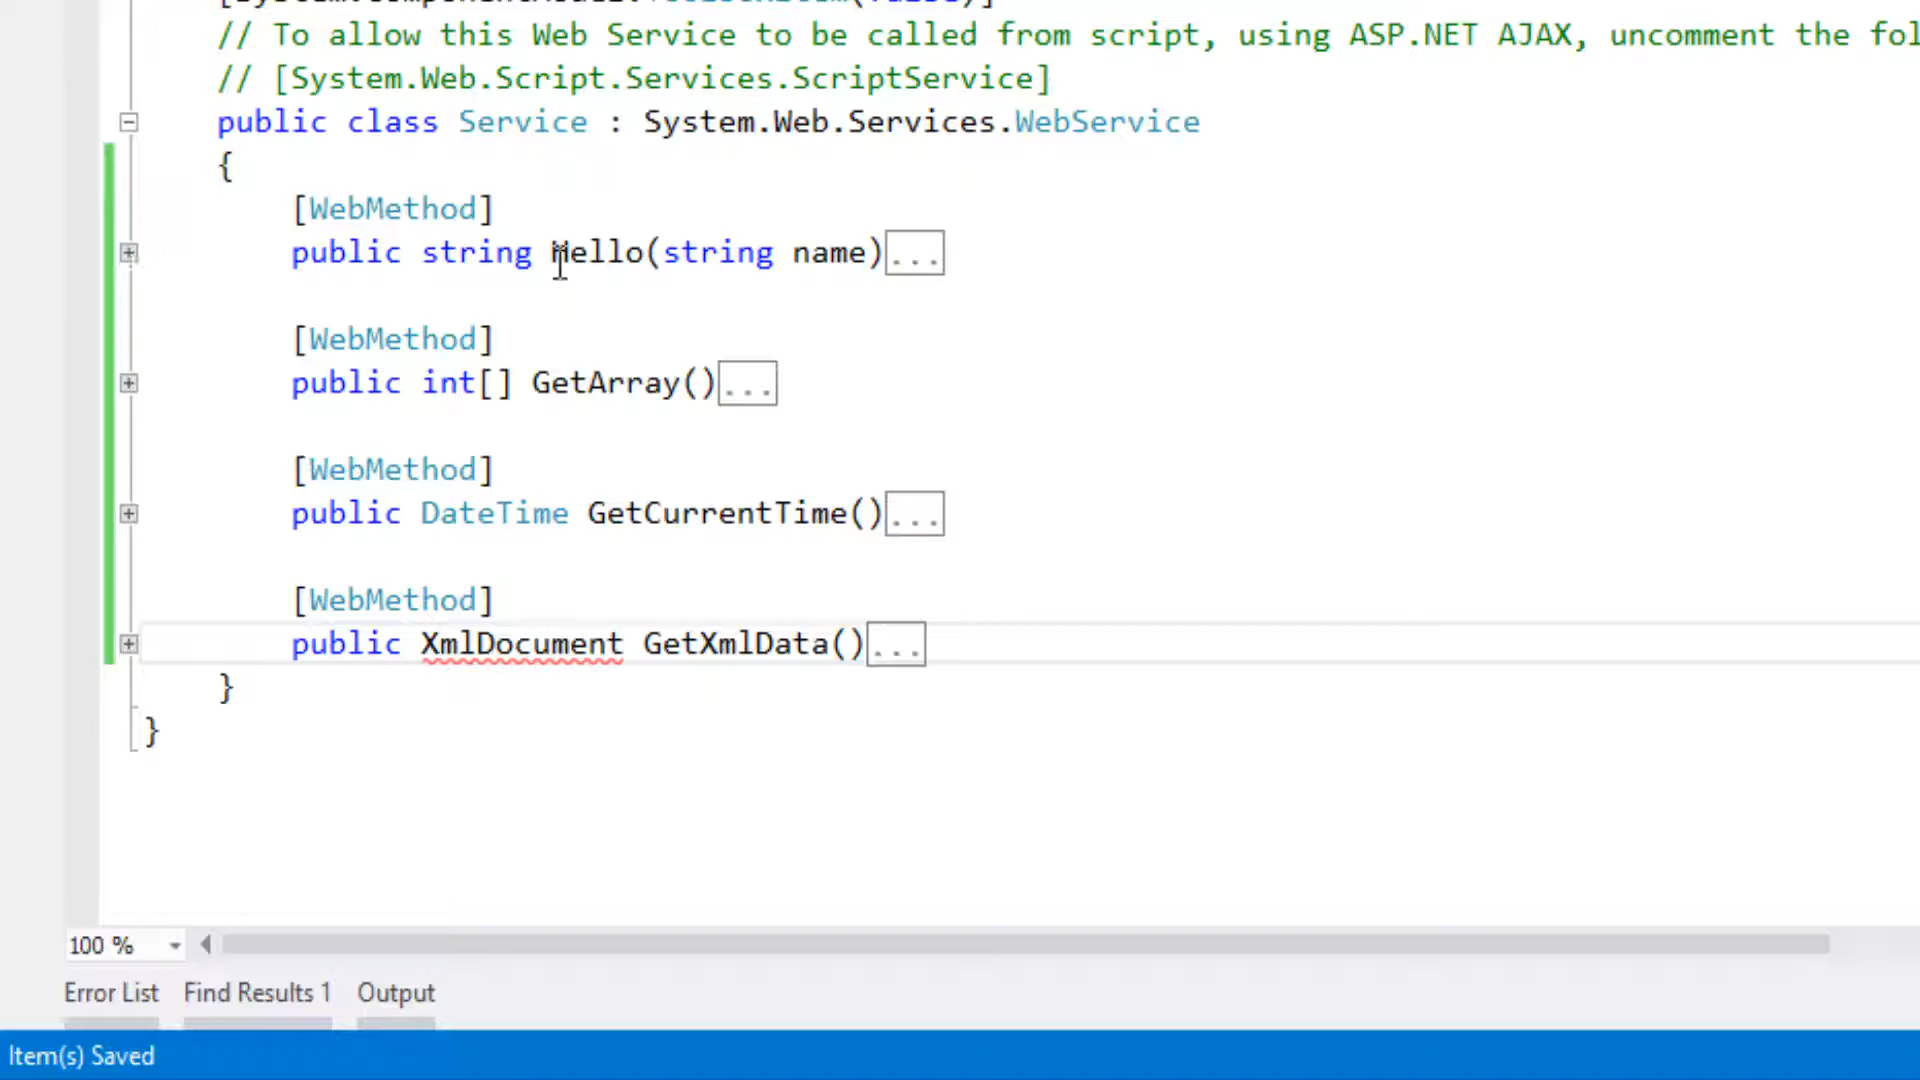 // To allow this Web Service to be called from script, using ASP.NET AJAX, uncomment the fol
// [System.Web.Script.Services.ScriptService]
public class Service : System.Web.Services.WebService
{
[WebMethod]
public string Hello(string name)...
[WebMethod]
public int[] GetArray()...
[WebMethod]
public DateTime GetCurrentTime()...
[WebMethod]
public XmlDocument GetXmlData()...
}
}
100 %
Error List Find Results 1 Output
Item(s) Saved